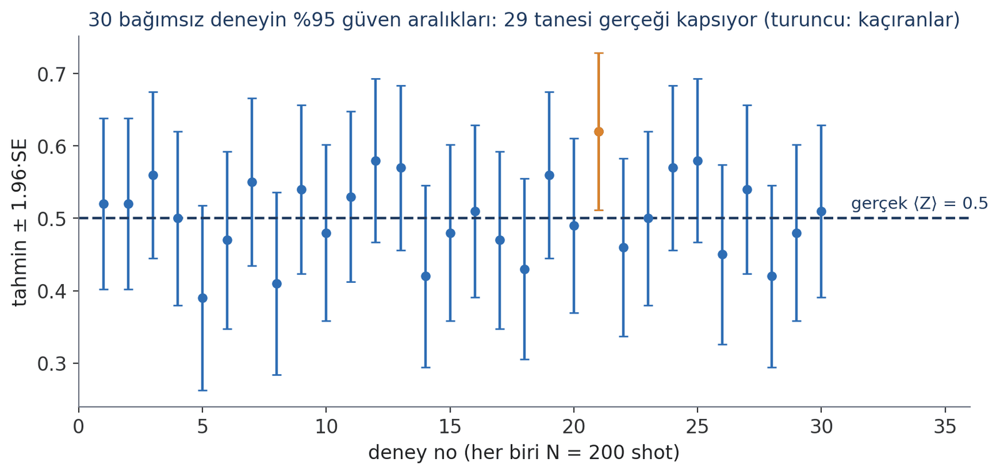 30 bağımsız deneyin %95 güven aralıkları: 29 tanesi gerçeği kapsıyor (turuncu: kaçıranlar)
tahmin ± 1.96·SE
0.7
0.6
0.5
0.4
0.3
gerçek ⟨Z⟩ = 0.5
0 5 10 15 20 25 30 35
deney no (her biri N = 200 shot)